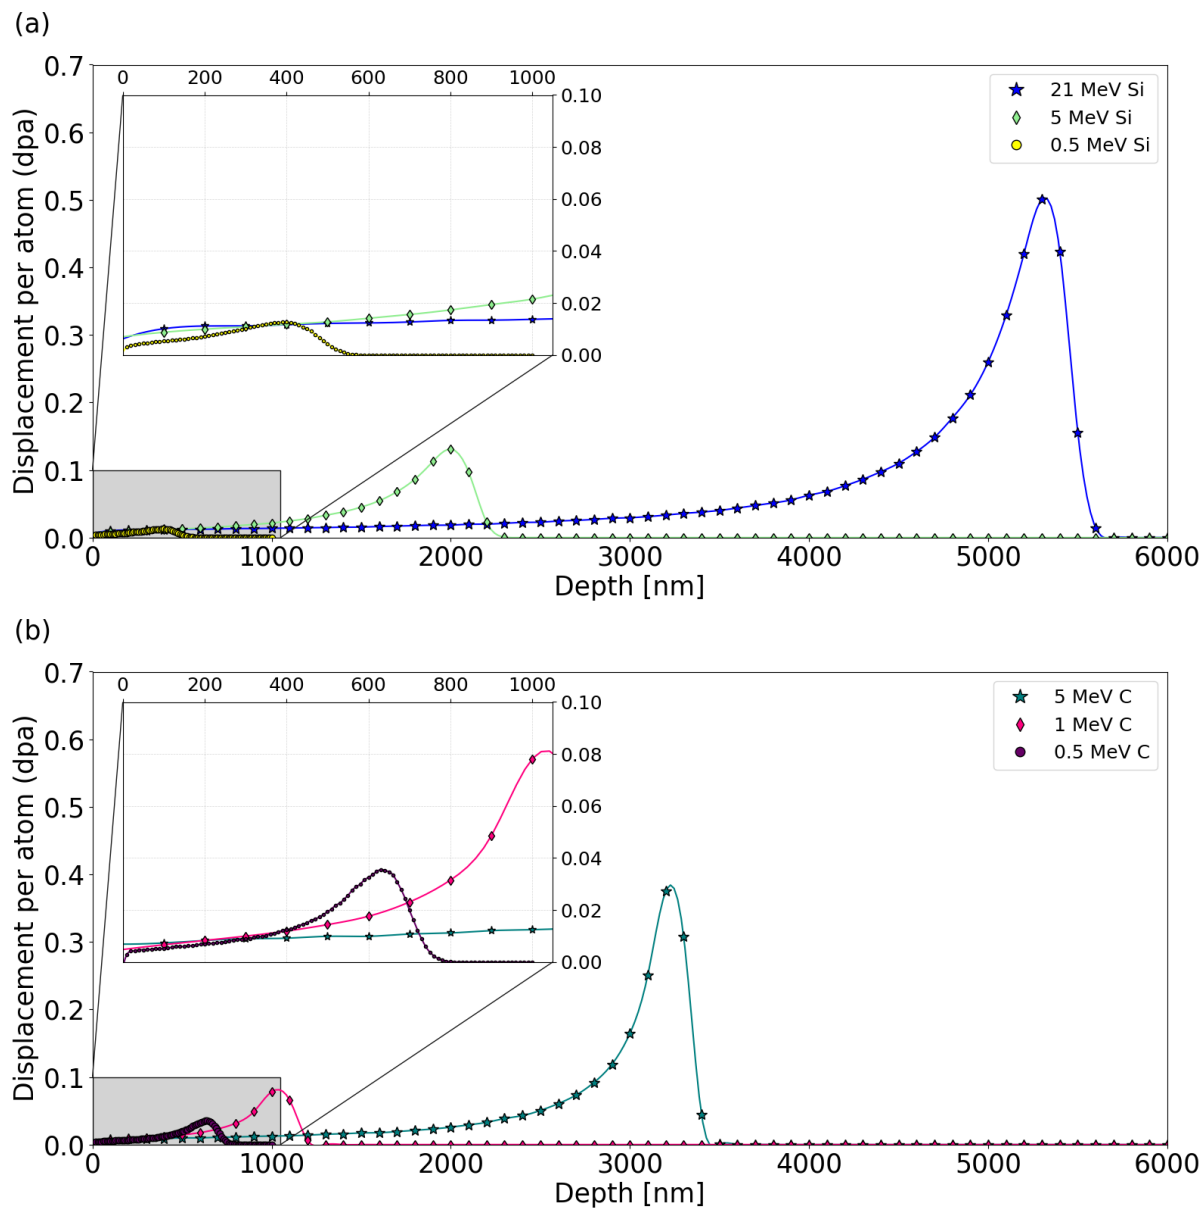 (a)
0 200 400 600 800 1000
0.7
0.6
0.5
0.4
0.3
0.2
0.1
0.0
Displacement per atom (dpa)
0.10
0.08
0.06
0.04
0.02
0.00
21 MeV Si
5 MeV Si
0.5 MeV Si
0 1000 2000 3000 4000 5000 6000
Depth [nm]
(b)
0 200 400 600 800 1000
0.7
0.6
0.5
0.4
0.3
0.2
0.1
0.0
Displacement per atom (dpa)
0.10
0.08
0.06
0.04
0.02
0.00
5 MeV C
1 MeV C
0.5 MeV C
0 1000 2000 3000 4000 5000 6000
Depth [nm]